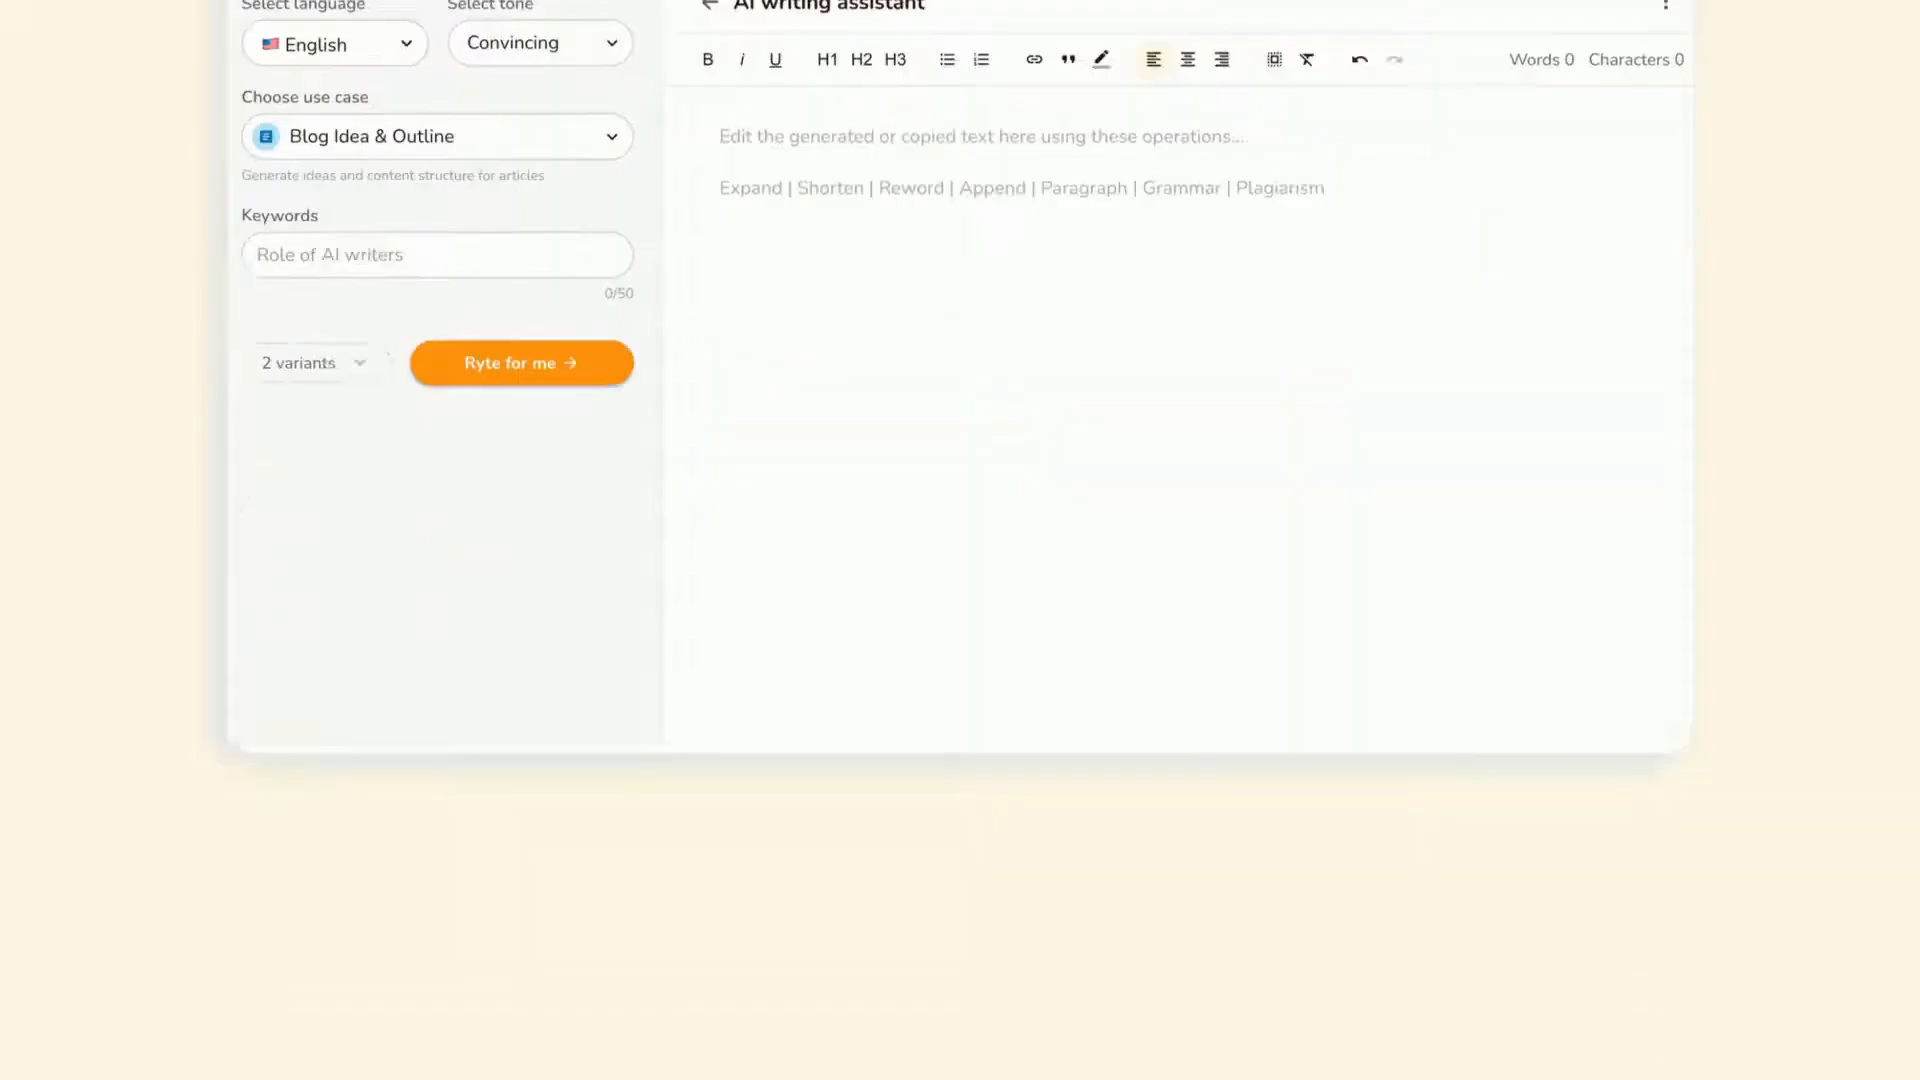 Select language
Select tone
English
Convincing
Choose use case
Blog Idea & Outline
Generate ideas and content structure for articles
Keywords
Role of AI writers
0/50
2 variants
Ryte for me →
AI writing assistant
B i U H1 H2 H3
Words 0 Characters 0
Edit the generated or copied text here using these operations...
Expand | Shorten | Reword | Append | Paragraph | Grammar | Plagiarism